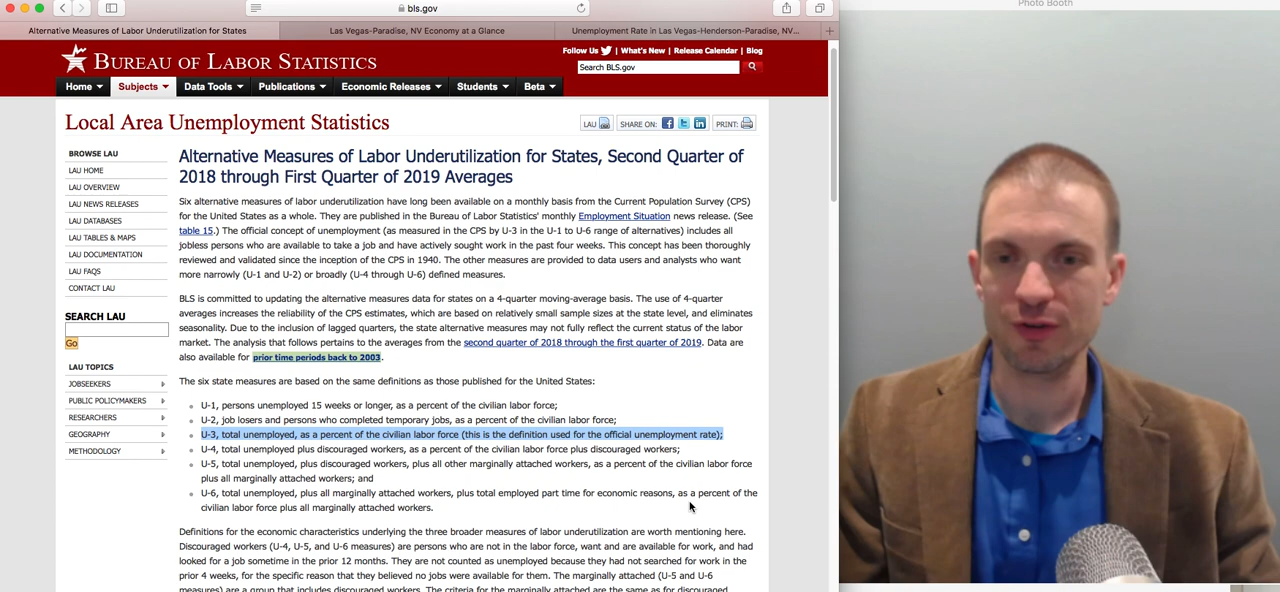 Photo Booth
bls.gov
Alternative Measures of Labor Underutilization for States
Las Vegas-Paradise, NV Economy at a Glance
Unemployment Rate in Las Vegas-Henderson-Paradise, NV...
Follow Us | What's New | Release Calendar | Blog
BUREAU OF LABOR STATISTICS
Search BLS.gov
Home Subjects Data Tools Publications Economic Releases Students Beta
Local Area Unemployment Statistics
LAU SHARE ON: PRINT:
BROWSE LAU
LAU HOME
LAU OVERVIEW
LAU NEWS RELEASES
LAU DATABASES
LAU TABLES & MAPS
LAU DOCUMENTATION
LAU FAQS
CONTACT LAU
SEARCH LAU
Go
LAU TOPICS
JOBSEEKERS
PUBLIC POLICYMAKERS
RESEARCHERS
GEOGRAPHY
METHODOLOGY
Alternative Measures of Labor Underutilization for States, Second Quarter of
2018 through First Quarter of 2019 Averages
Six alternative measures of labor underutilization have long been available on a monthly basis from the Current Population Survey (CPS)
for the United States as a whole. They are published in the Bureau of Labor Statistics' monthly Employment Situation news release. (See
table 15.) The official concept of unemployment (as measured in the CPS by U-3 in the U-1 to U-6 range of alternatives) includes all
jobless persons who are available to take a job and have actively sought work in the past four weeks. This concept has been thoroughly
reviewed and validated since the inception of the CPS in 1940. The other measures are provided to data users and analysts who want
more narrowly (U-1 and U-2) or broadly (U-4 through U-6) defined measures.
BLS is committed to updating the alternative measures data for states on a 4-quarter moving-average basis. The use of 4-quarter
averages increases the reliability of the CPS estimates, which are based on relatively small sample sizes at the state level, and eliminates
seasonality. Due to the inclusion of lagged quarters, the state alternative measures may not fully reflect the current status of the labor
market. The analysis that follows pertains to the averages from the second quarter of 2018 through the first quarter of 2019. Data are
also available for prior time periods back to 2003.
The six state measures are based on the same definitions as those published for the United States:
U-1, persons unemployed 15 weeks or longer, as a percent of the civilian labor force;
U-2, job losers and persons who completed temporary jobs, as a percent of the civilian labor force;
U-3, total unemployed, as a percent of the civilian labor force (this is the definition used for the official unemployment rate);
U-4, total unemployed plus discouraged workers, as a percent of the civilian labor force plus discouraged workers;
U-5, total unemployed, plus discouraged workers, plus all other marginally attached workers, as a percent of the civilian labor force
plus all marginally attached workers; and
U-6, total unemployed, plus all marginally attached workers, plus total employed part time for economic reasons, as a percent of the
civilian labor force plus all marginally attached workers.
Definitions for the economic characteristics underlying the three broader measures of labor underutilization are worth mentioning here.
Discouraged workers (U-4, U-5, and U-6 measures) are persons who are not in the labor force, want and are available for work, and had
looked for a job sometime in the prior 12 months. They are not counted as unemployed because they had not searched for work in the
prior 4 weeks, for the specific reason that they believed no jobs were available for them. The marginally attached (U-5 and U-6
measures) are a group that includes discouraged workers. The criteria for the marginally attached are the same as for discouraged